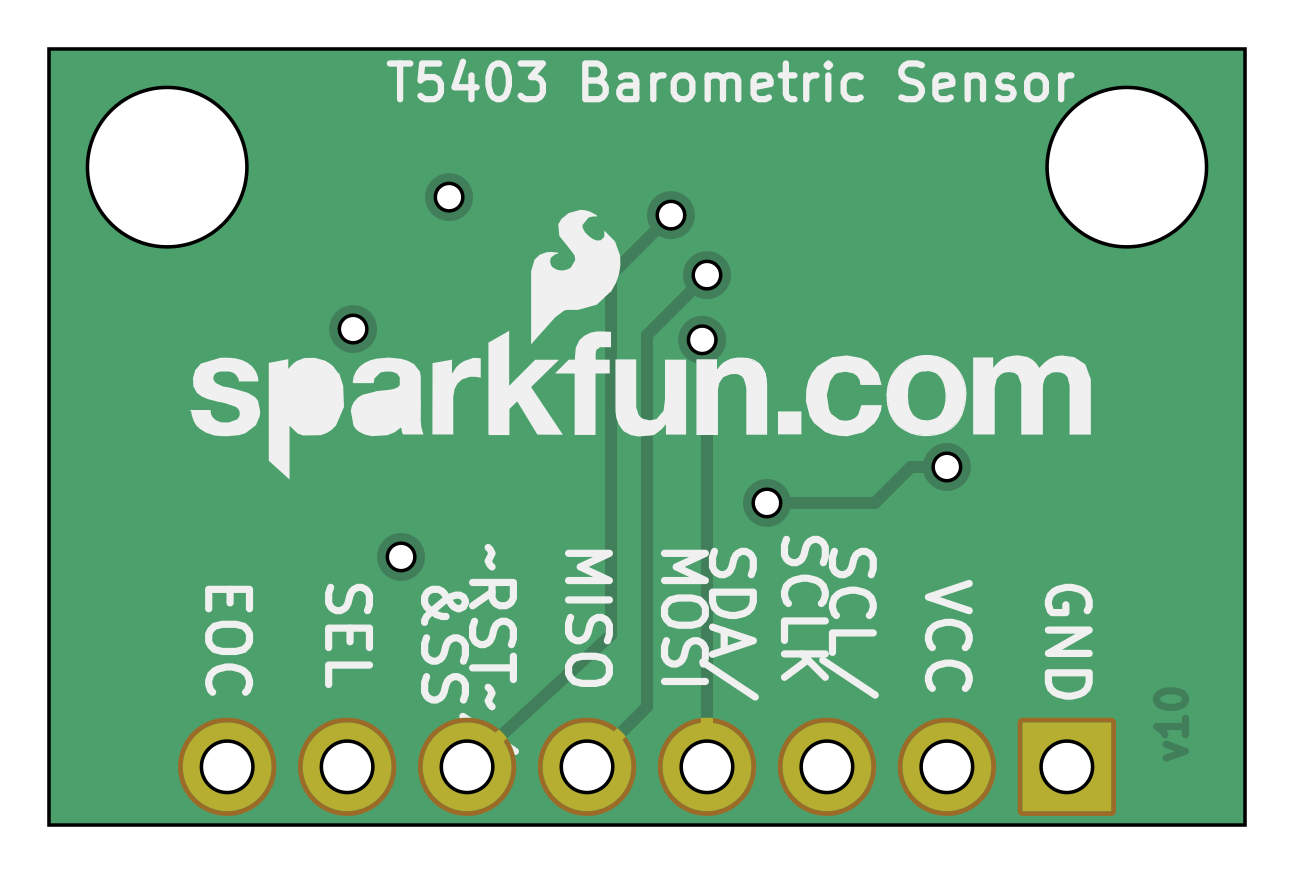 T5403 Barometric Sensor
sparkfun.com
EOC
SEL
~RST~
&SS
MISO
SDA/
MOSI
SCL/
SCLK
VCC
GND
v10